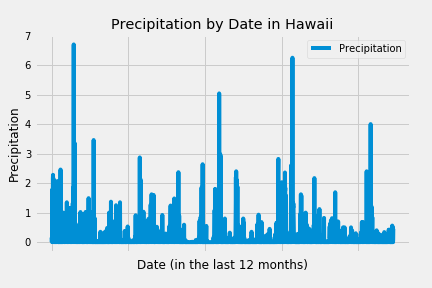 Precipitation by Date in Hawaii
Precipitation
7
6
5
4
3
2
1
0
Precipitation
Date (in the last 12 months)